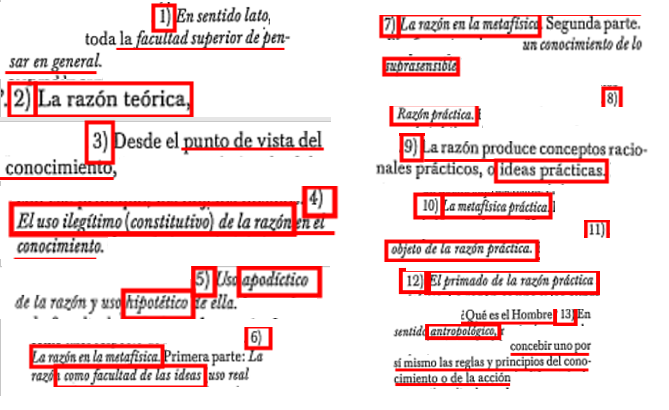 1) En sentido lato,
toda la facultad superior de pen-
sar en general.
2) La razón teórica,
3) Desde el punto de vista del
conocimiento,
4)
El uso ilegítimo (constitutivo) de la razón en el
conocimiento.
5) Uso apodíctico
de la razón y uso hipotético de ella.
6)
La razón en la metafísica. Primera parte: La
razón como facultad de las ideas uso real
7) La razón en la metafísica. Segunda parte.
un conocimiento de lo
suprasensible
8)
Razón práctica.
9)
La razón produce conceptos racio-
nales prácticos, o ideas prácticas.
10) La metafísica práctica.
11)
objeto de la razón práctica.
12) El primado de la razón práctica
¿Qué es el Hombre 13) En
sentido antropológico,
concebir uno por
sí mismo las reglas y principios del cono-
cimiento o de la acción